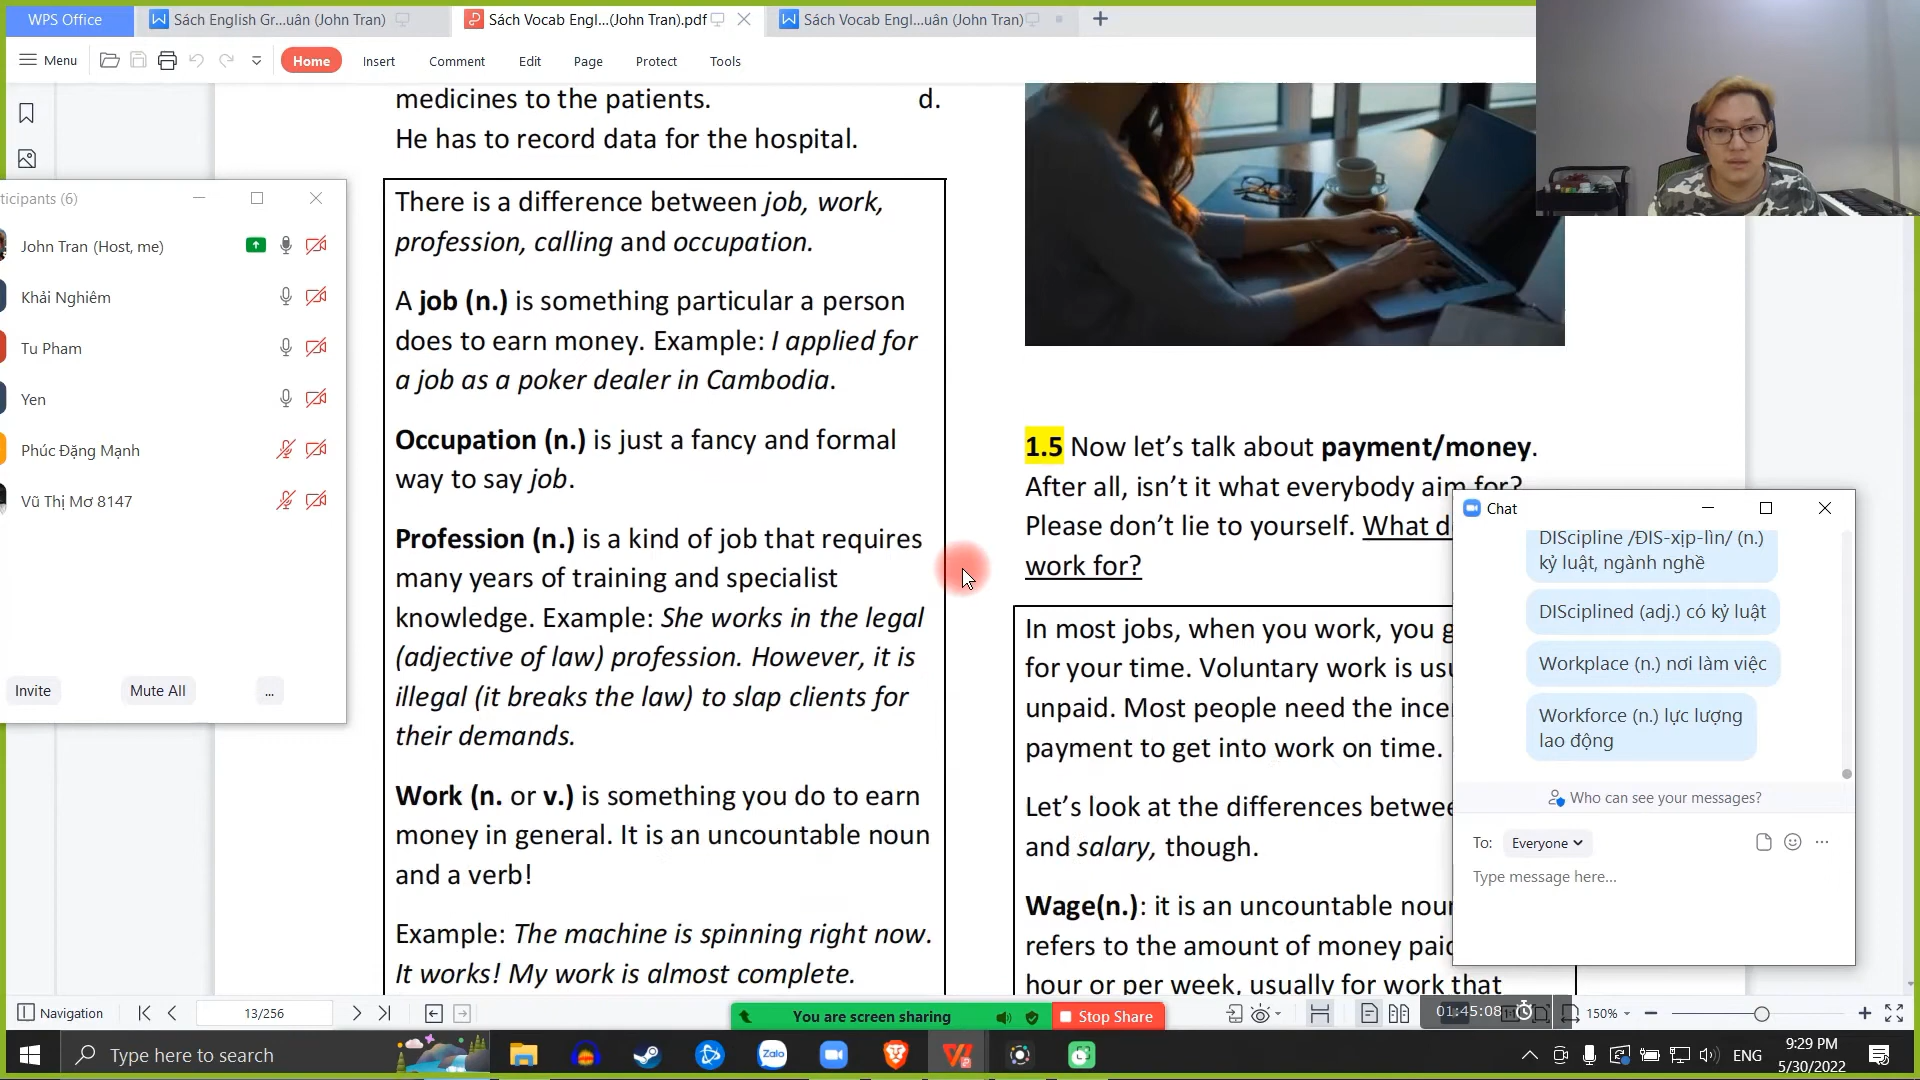 WPS Office
Sách English Gr...uân (John Tran)
Sách Vocab Engl...(John Tran).pdf
Sách Vocab Engl...uân (John Tran)
Menu
Home
Insert
Comment
Edit
Page
Protect
Tools
medicines to the patients. d.
He has to record data for the hospital.
There is a difference between job, work,
profession, calling and occupation.
A job (n.) is something particular a person
does to earn money. Example: I applied for
a job as a poker dealer in Cambodia.
Occupation (n.) is just a fancy and formal
way to say job.
Profession (n.) is a kind of job that requires
many years of training and specialist
knowledge. Example: She works in the legal
(adjective of law) profession. However, it is
illegal (it breaks the law) to slap clients for
their demands.
Work (n. or v.) is something you do to earn
money in general. It is an uncountable noun
and a verb!
Example: The machine is spinning right now.
It works! My work is almost complete.
1.5 Now let's talk about payment/money.
After all, isn't it what everybody aim for?
Please don't lie to yourself. What d
work for?
In most jobs, when you work, you g
for your time. Voluntary work is usu
unpaid. Most people need the ince
payment to get into work on time.
Let's look at the differences betwee
and salary, though.
Wage(n.): it is an uncountable nou
refers to the amount of money paid
hour or per week, usually for work that
ticipants (6)
John Tran (Host, me)
Khải Nghiêm
Tu Pham
Yen
Phúc Đặng Mạnh
Vũ Thị Mơ 8147
Invite
Mute All
...
Chat
DIScipline /ĐIS-xịp-lìn/ (n.)
kỷ luật, ngành nghề
DISciplined (adj.) có kỷ luật
Workplace (n.) nơi làm việc
Workforce (n.) lực lượng
lao động
Who can see your messages?
To: Everyone
Type message here...
Navigation
13/256
You are screen sharing
Stop Share
01:45:08
150%
Type here to search
Zalo
ENG
9:29 PM
5/30/2022